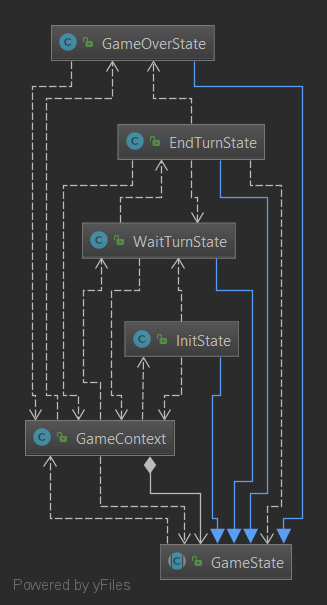 GameOverState
EndTurnState
WaitTurnState
InitState
GameContext
GameState
Powered by yFiles